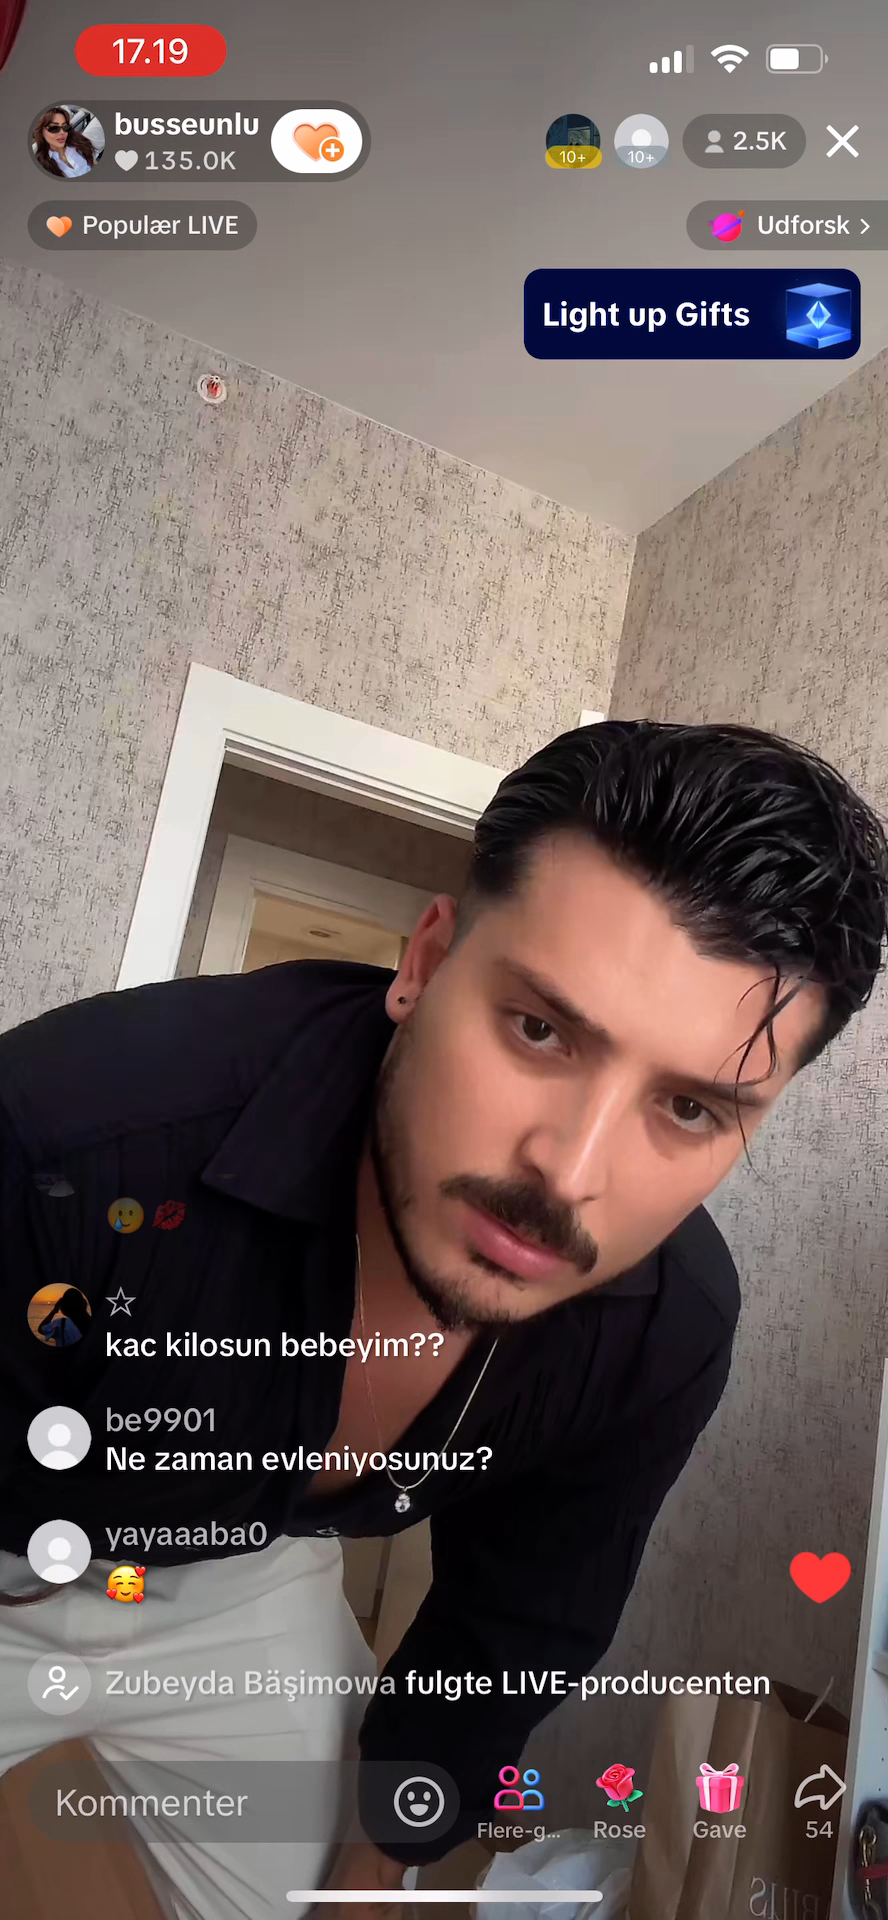 17.19
busseunlu
135.0K
10+
10+
2.5K
Populær LIVE
Udforsk
Light up Gifts
☆
kac kilosun bebeyim??
be9901
Ne zaman evleniyosunuz?
yayaaaba0
Zubeyda Bäşimowa fulgte LIVE-producenten
Kommenter
Flere-g...
Rose
Gave
54